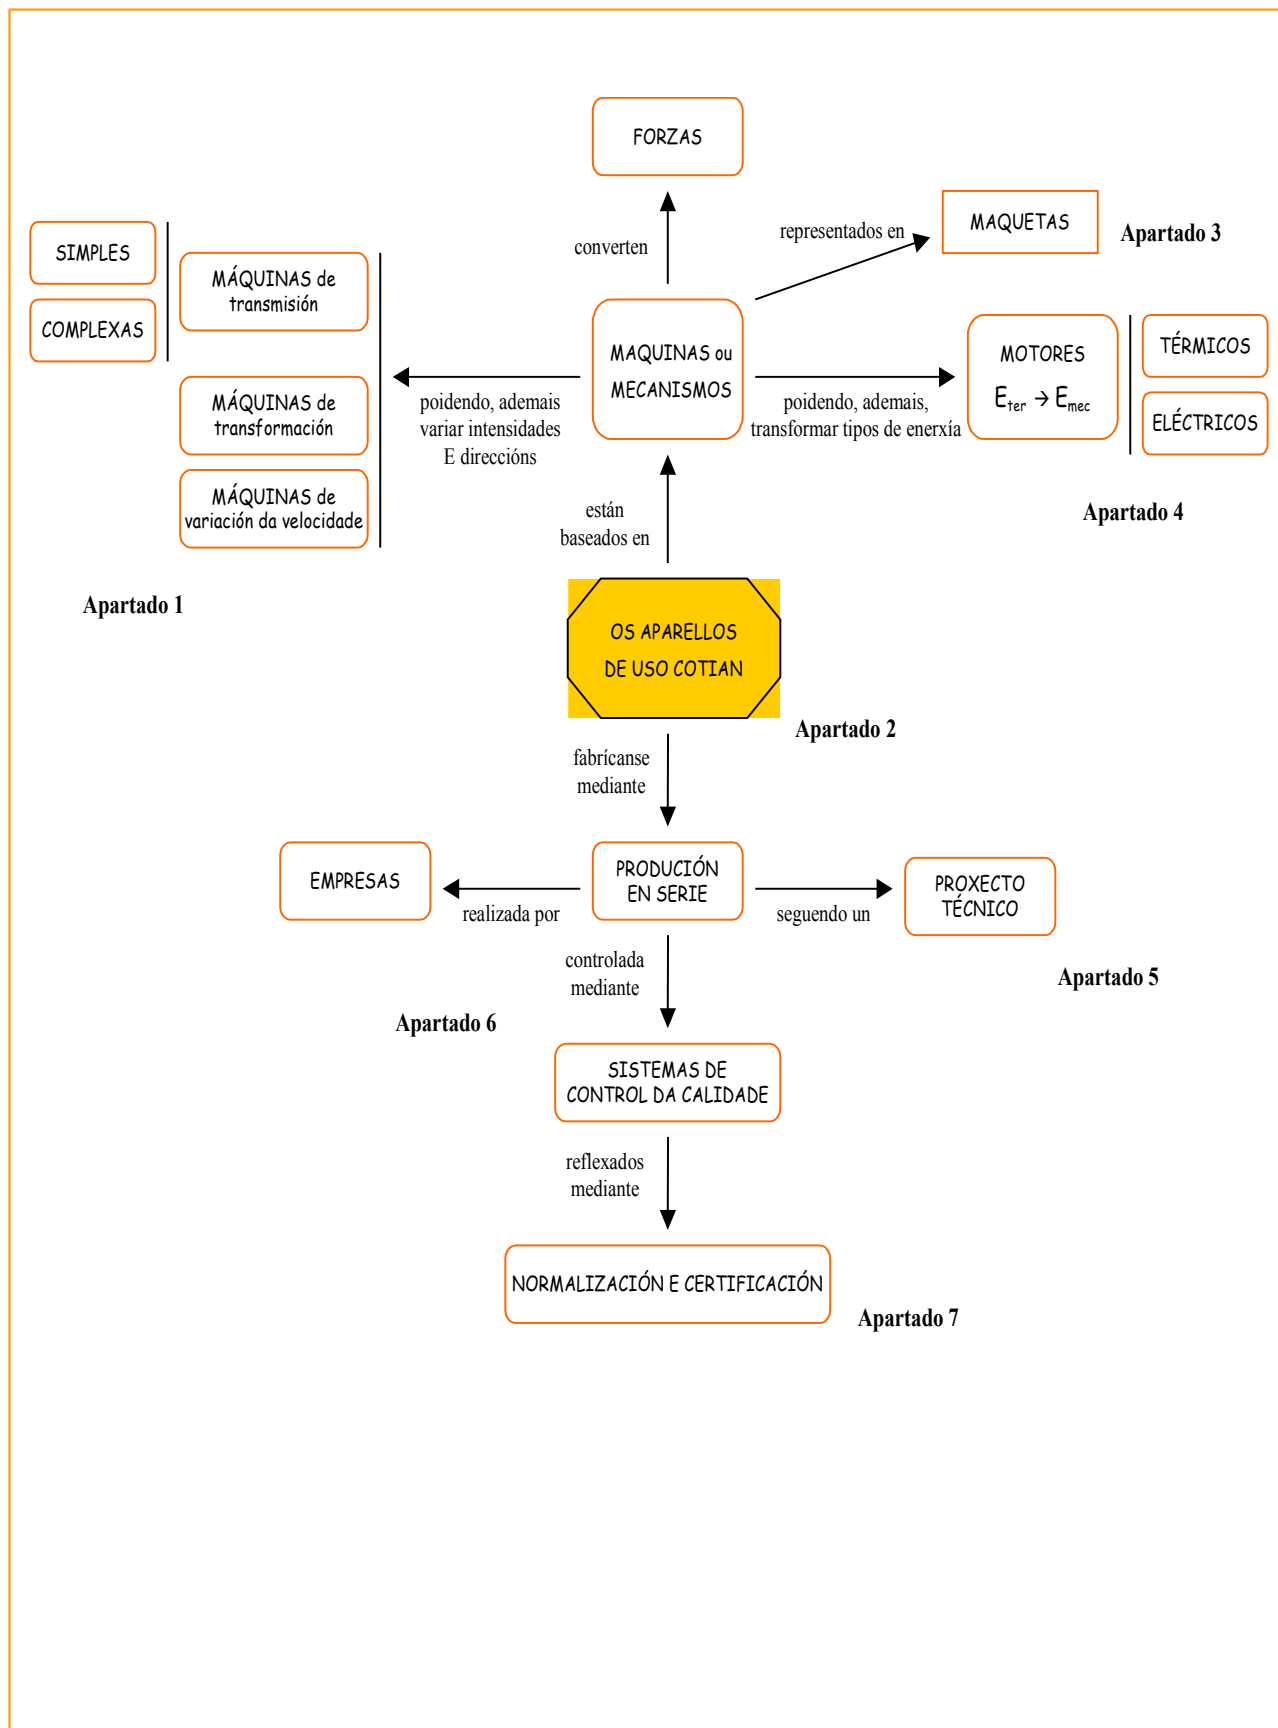 FORZAS
converten
representados en
MAQUETAS
Apartado 3
SIMPLES
COMPLEXAS
MÁQUINAS de
transmisión
MÁQUINAS de
transformación
MÁQUINAS de
variación da velocidade
Apartado 1
poidendo, ademais
variar intensidades
E direccións
MAQUINAS ou
MECANISMOS
poidendo, ademais,
transformar tipos de enerxía
MOTORES
Eter → Emec
TÉRMICOS
ELÉCTRICOS
Apartado 4
están
baseados en
OS APARELLOS
DE USO COTIAN
Apartado 2
fabrícanse
mediante
EMPRESAS
realizada por
PRODUCIÓN
EN SERIE
seguendo un
PROXECTO
TÉCNICO
Apartado 5
controlada
mediante
Apartado 6
SISTEMAS DE
CONTROL DA CALIDADE
reflexados
mediante
NORMALIZACIÓN E CERTIFICACIÓN
Apartado 7